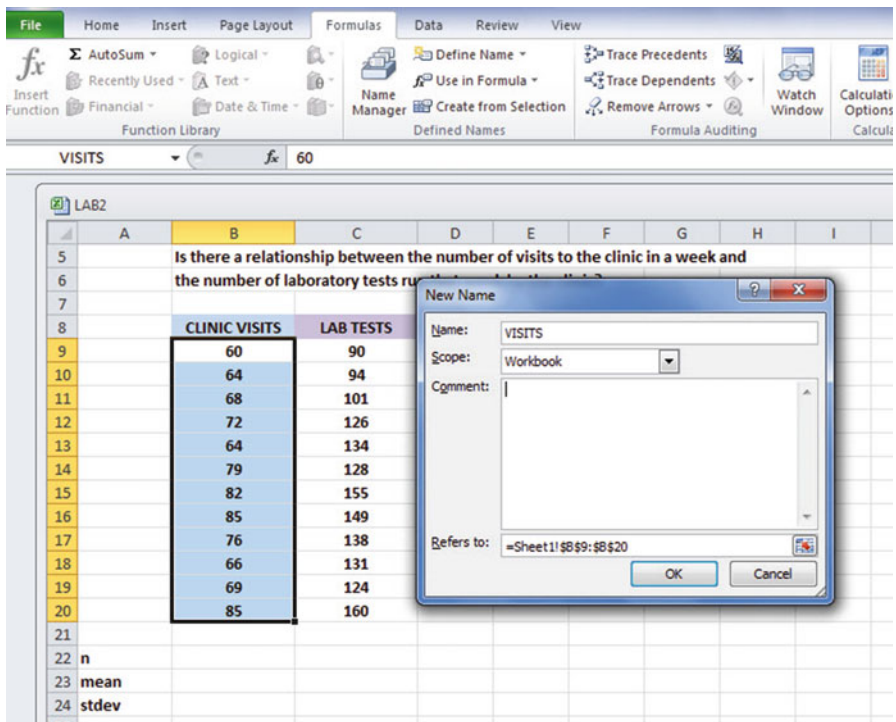 File Home Insert Page Layout Formulas Data Review View
Σ AutoSum Logical Define Name Trace Precedents
fx Recently Used Text Name Use in Formula Trace Dependents Watch
Insert Function Financial Date & Time Manager Create from Selection Remove Arrows Window
Function Library Defined Names Formula Auditing
VISITS fx 60
LAB2
A B C D E F G H I
5 Is there a relationship between the number of visits to the clinic in a week and
6 the number of laboratory tests
7
8 CLINIC VISITS LAB TESTS
9 60 90
10 64 94
11 68 101
12 72 126
13 64 134
14 79 128
15 82 155
16 85 149
17 76 138
18 66 131
19 69 124
20 85 160
21
22 n
23 mean
24 stdev
New Name
Name: VISITS
Scope: Workbook
Comment:
Refers to: =Sheet1!$B$9:$B$20
OK Cancel